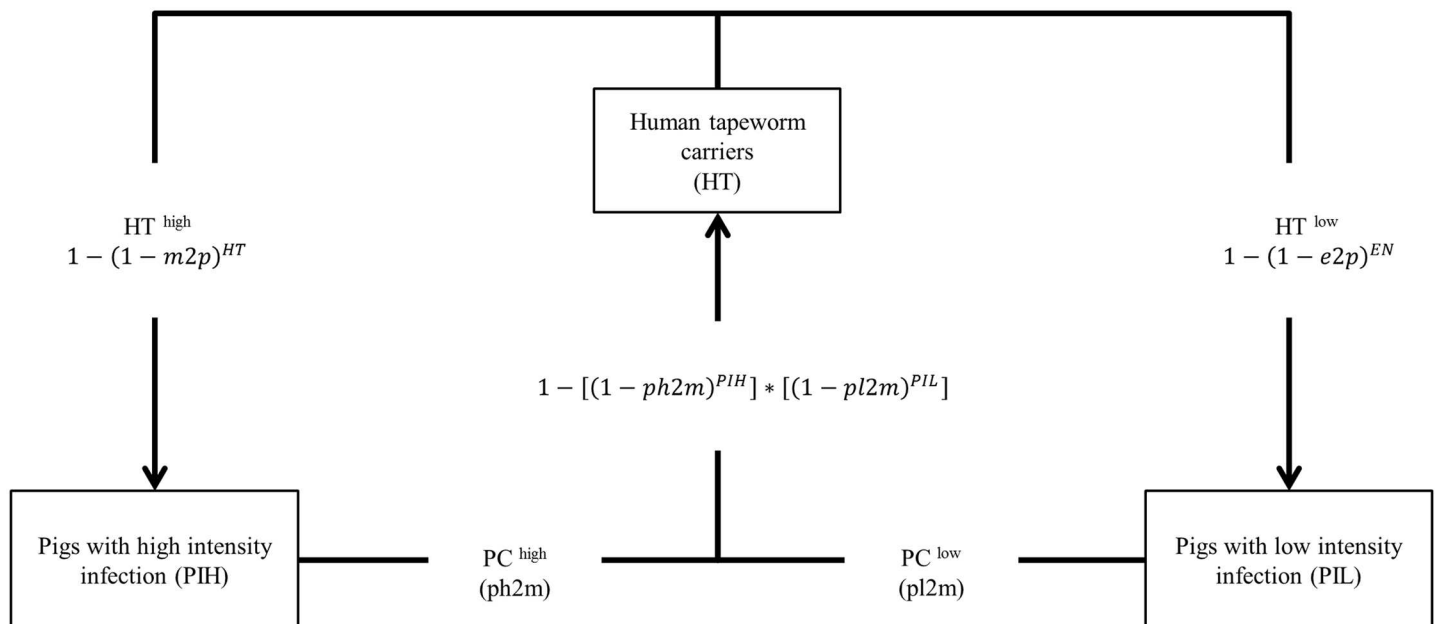 Human tapeworm
carriers
(HT)
HT high
1 − (1 − m2p)^HT
HT low
1 − (1 − e2p)^EN
1 − [(1 − ph2m)^PIH] * [(1 − pl2m)^PIL]
Pigs with high intensity
infection (PIH)
PC high
(ph2m)
PC low
(pl2m)
Pigs with low intensity
infection (PIL)